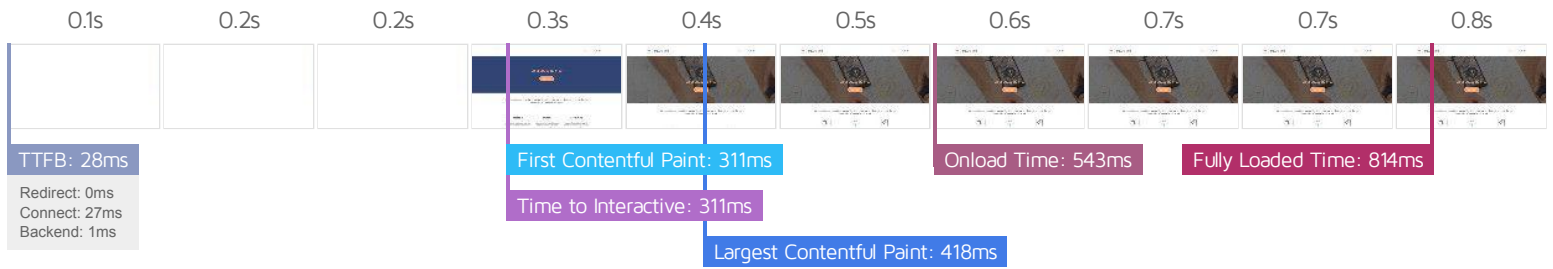 0.1s
0.2s
0.2s
0.3s
0.4s
0.5s
0.6s
0.7s
0.7s
0.8s
TTFB: 28ms
Redirect: 0ms
Connect: 27ms
Backend: 1ms
First Contentful Paint: 311ms
Time to Interactive: 311ms
Largest Contentful Paint: 418ms
Onload Time: 543ms
Fully Loaded Time: 814ms